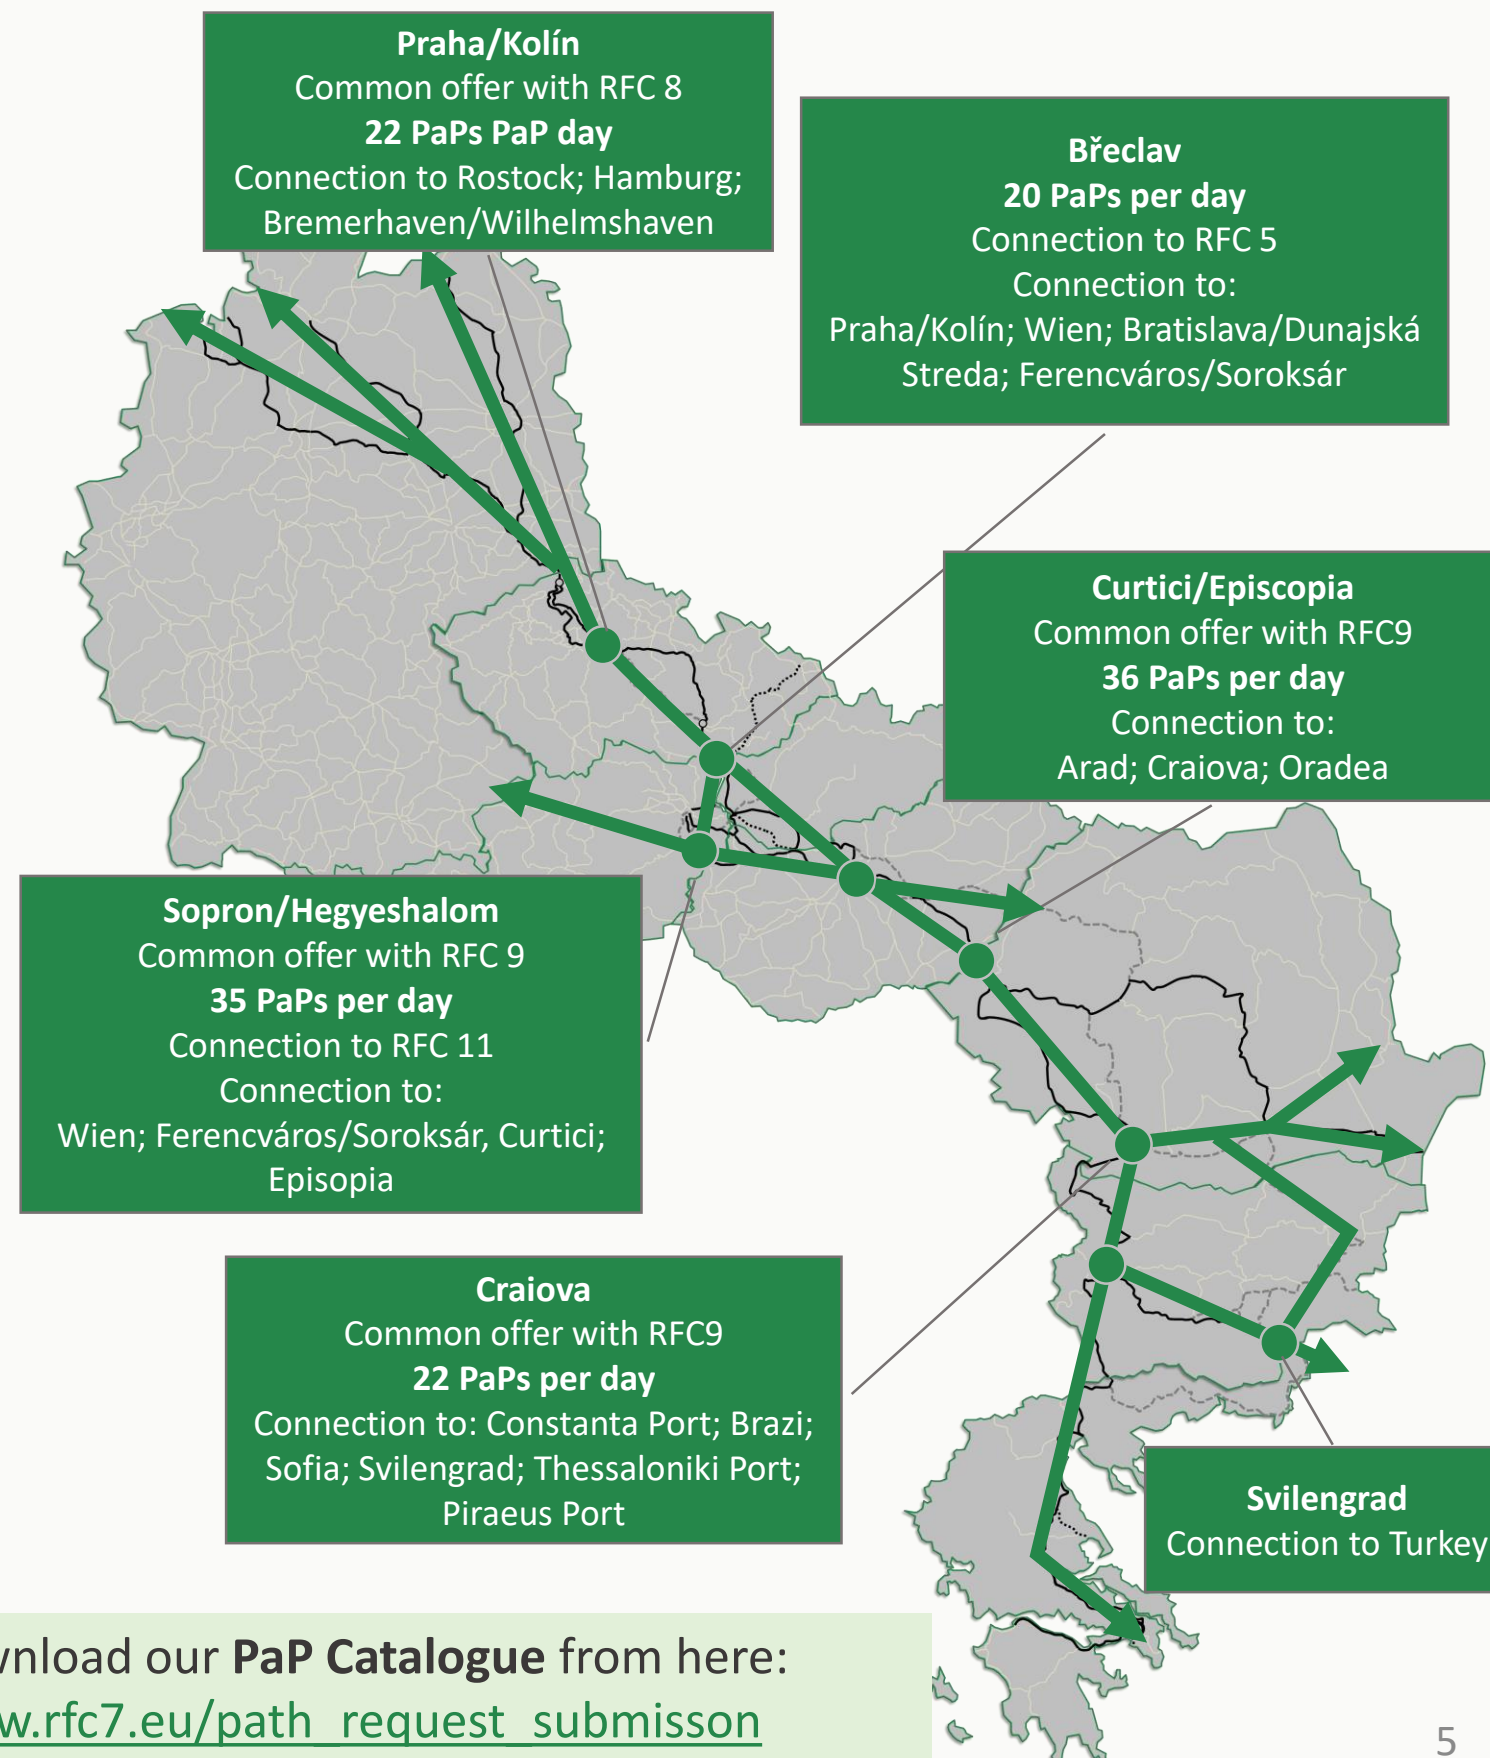 Praha/Kolín
Common offer with RFC 8
22 PaPs PaP day
Connection to Rostock; Hamburg;
Bremerhaven/Wilhelmshaven
Břeclav
20 PaPs per day
Connection to RFC 5
Connection to:
Praha/Kolín; Wien; Bratislava/Dunajská
Streda; Ferencváros/Soroksár
Curtici/Episcopia
Common offer with RFC9
36 PaPs per day
Connection to:
Arad; Craiova; Oradea
Sopron/Hegyeshalom
Common offer with RFC 9
35 PaPs per day
Connection to RFC 11
Connection to:
Wien; Ferencváros/Soroksár, Curtici;
Episopia
Craiova
Common offer with RFC9
22 PaPs per day
Connection to: Constanta Port; Brazi;
Sofia; Svilengrad; Thessaloniki Port;
Piraeus Port
Svilengrad
Connection to Turkey
wnload our PaP Catalogue from here:
w.rfc7.eu/path_request_submisson
5